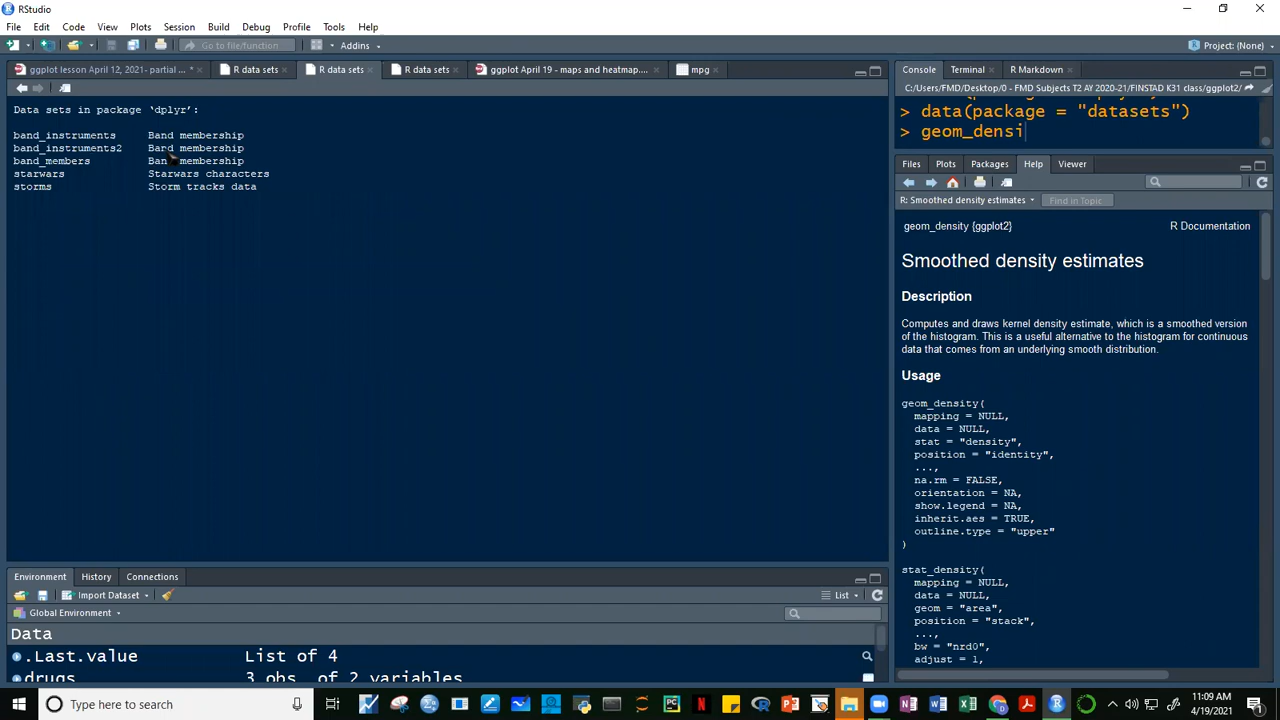 RStudio
File Edit Code View Plots Session Build Debug Profile Tools Help
Go to file/function Addins Project: (None)
ggplot lesson April 12, 2021- partial ... * R data sets R data sets R data sets ggplot April 19 - maps and heatmap.... mpg
Data sets in package ‘dplyr’:
band_instruments Band membership
band_instruments2 Band membership
band_members Band membership
starwars Starwars characters
storms Storm tracks data
Environment History Connections
Import Dataset List
Global Environment
Data
.Last.value List of 4
drugs 3 obs. of 2 variables
Console Terminal R Markdown
C:/Users/FMD/Desktop/0 - FMD Subjects T2 AY 2020-21/FINSTAD K31 class/ggplot2/
> data(package = "datasets")
> geom_densi
Files Plots Packages Help Viewer
R: Smoothed density estimates Find in Topic
geom_density {ggplot2} R Documentation
Smoothed density estimates
Description
Computes and draws kernel density estimate, which is a smoothed version
of the histogram. This is a useful alternative to the histogram for continuous
data that comes from an underlying smooth distribution.
Usage
geom_density(
mapping = NULL,
data = NULL,
stat = "density",
position = "identity",
...,
na.rm = FALSE,
orientation = NA,
show.legend = NA,
inherit.aes = TRUE,
outline.type = "upper"
)
stat_density(
mapping = NULL,
data = NULL,
geom = "area",
position = "stack",
...,
bw = "nrd0",
adjust = 1,
Type here to search
11:09 AM
4/19/2021